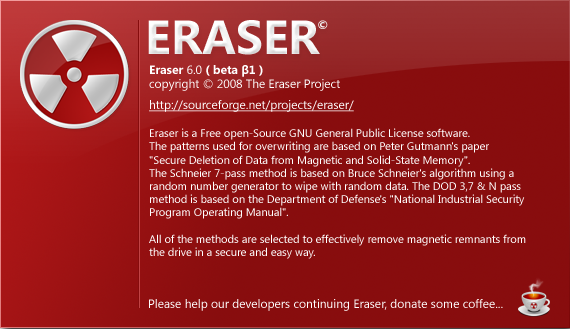 ERASER©
Eraser 6.0 ( beta β1 )
copyright © 2008 The Eraser Project
http://sourceforge.net/projects/eraser/
Eraser is a Free open-Source GNU General Public License software.
The patterns used for overwriting are based on Peter Gutmann's paper
"Secure Deletion of Data from Magnetic and Solid-State Memory".
The Schneier 7-pass method is based on Bruce Schneier's algorithm using a
random number generator to wipe with random data. The DOD 3,7 & N pass
method is based on the Department of Defense's "National Industrial Security
Program Operating Manual".
All of the methods are selected to effectively remove magnetic remnants from
the drive in a secure and easy way.
Please help our developers continuing Eraser, donate some coffee...